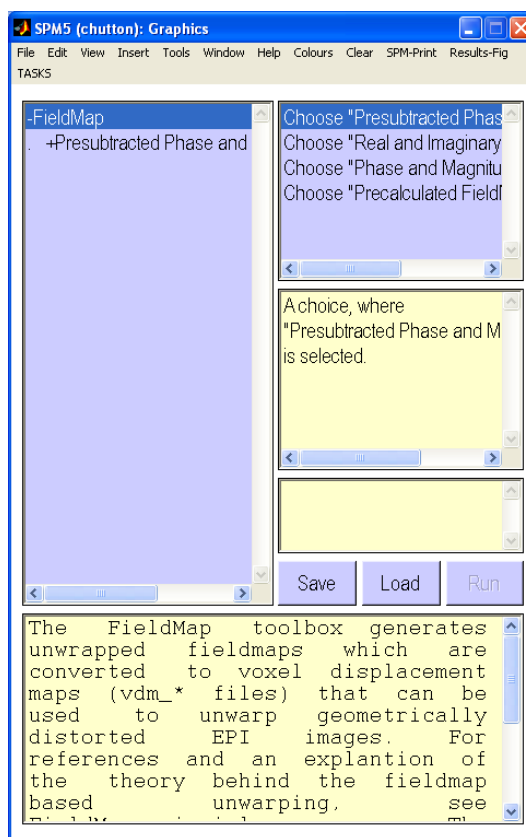 SPM5 (chutton): Graphics
File Edit View Insert Tools Window Help Colours Clear SPM-Print Results-Fig
TASKS
-FieldMap
. +Presubtracted Phase and
Choose "Presubtracted Phas
Choose "Real and Imaginary
Choose "Phase and Magnitu
Choose "Precalculated Field
A choice, where
"Presubtracted Phase and M
is selected.
Save Load Run
The FieldMap toolbox generates
unwrapped fieldmaps which are
converted to voxel displacement
maps (vdm_* files) that can be
used to unwarp geometrically
distorted EPI images. For
references and an explantion of
the theory behind the fieldmap
based unwarping, see